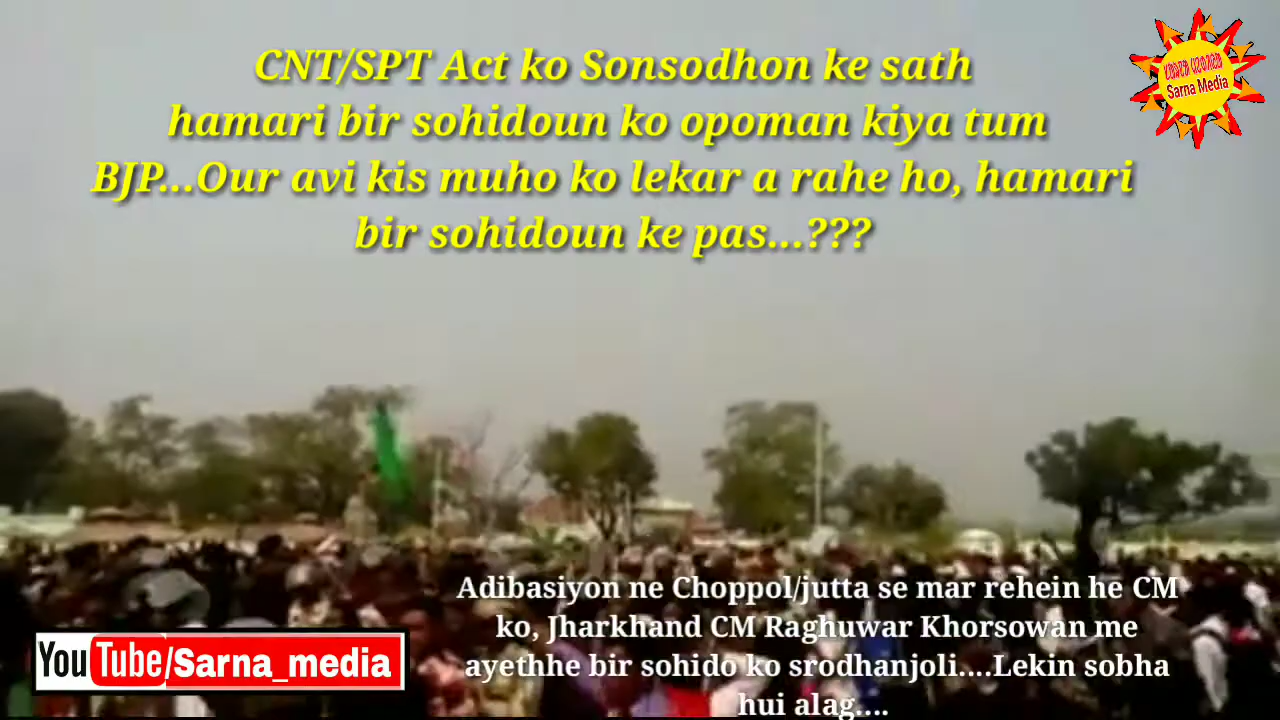 CNT/SPT Act ko Sonsodhon ke sath
hamari bir sohidoun ko opoman kiya tum
BJP...Our avi kis muho ko lekar a rahe ho, hamari
bir sohidoun ke pas...???
Sarna Media
Adibasiyon ne Choppol/jutta se mar rehein he CM
ko, Jharkhand CM Raghuwar Khorsowan me
ayethhe bir sohido ko srodhanjoli....Lekin sobha
hui alag....
YouTube/Sarna_media